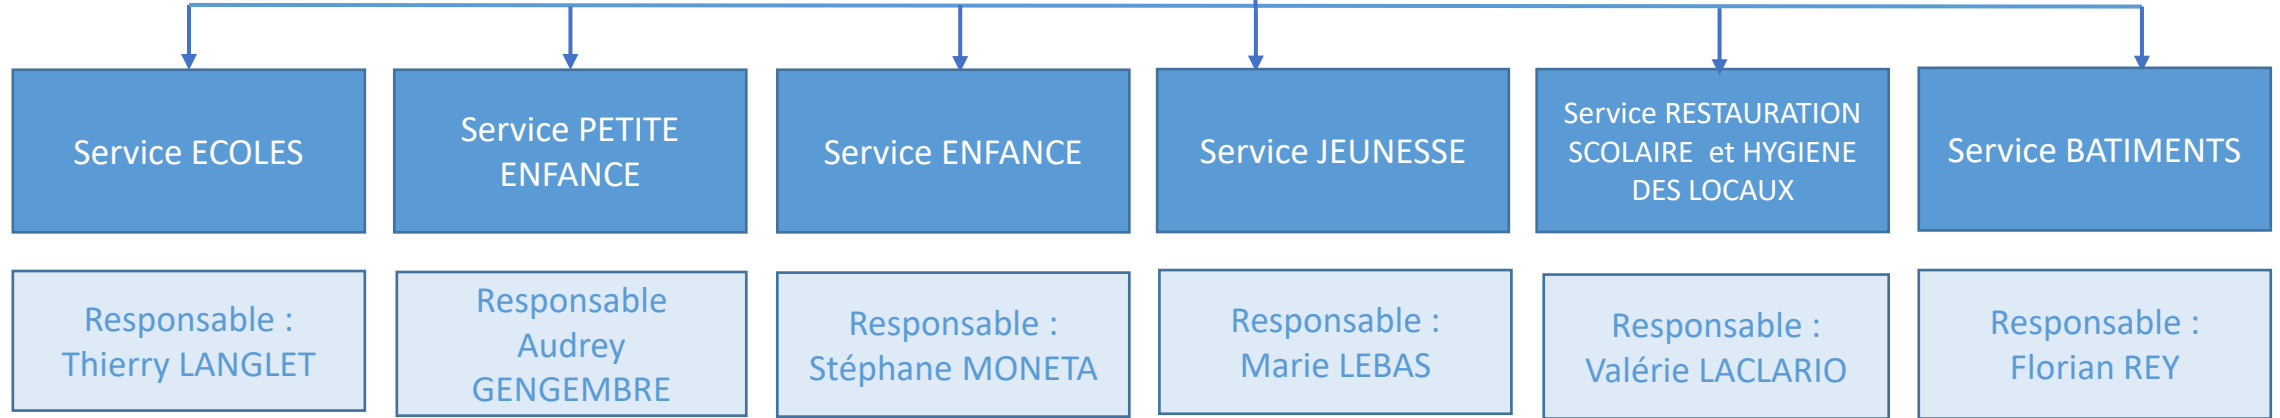 Service ECOLES
Service PETITE
ENFANCE
Service ENFANCE
Service JEUNESSE
Service RESTAURATION
SCOLAIRE et HYGIENE
DES LOCAUX
Service BATIMENTS
Responsable :
Thierry LANGLET
Responsable
Audrey
GENGEMBRE
Responsable :
Stéphane MONETA
Responsable :
Marie LEBAS
Responsable :
Valérie LACLARIO
Responsable :
Florian REY